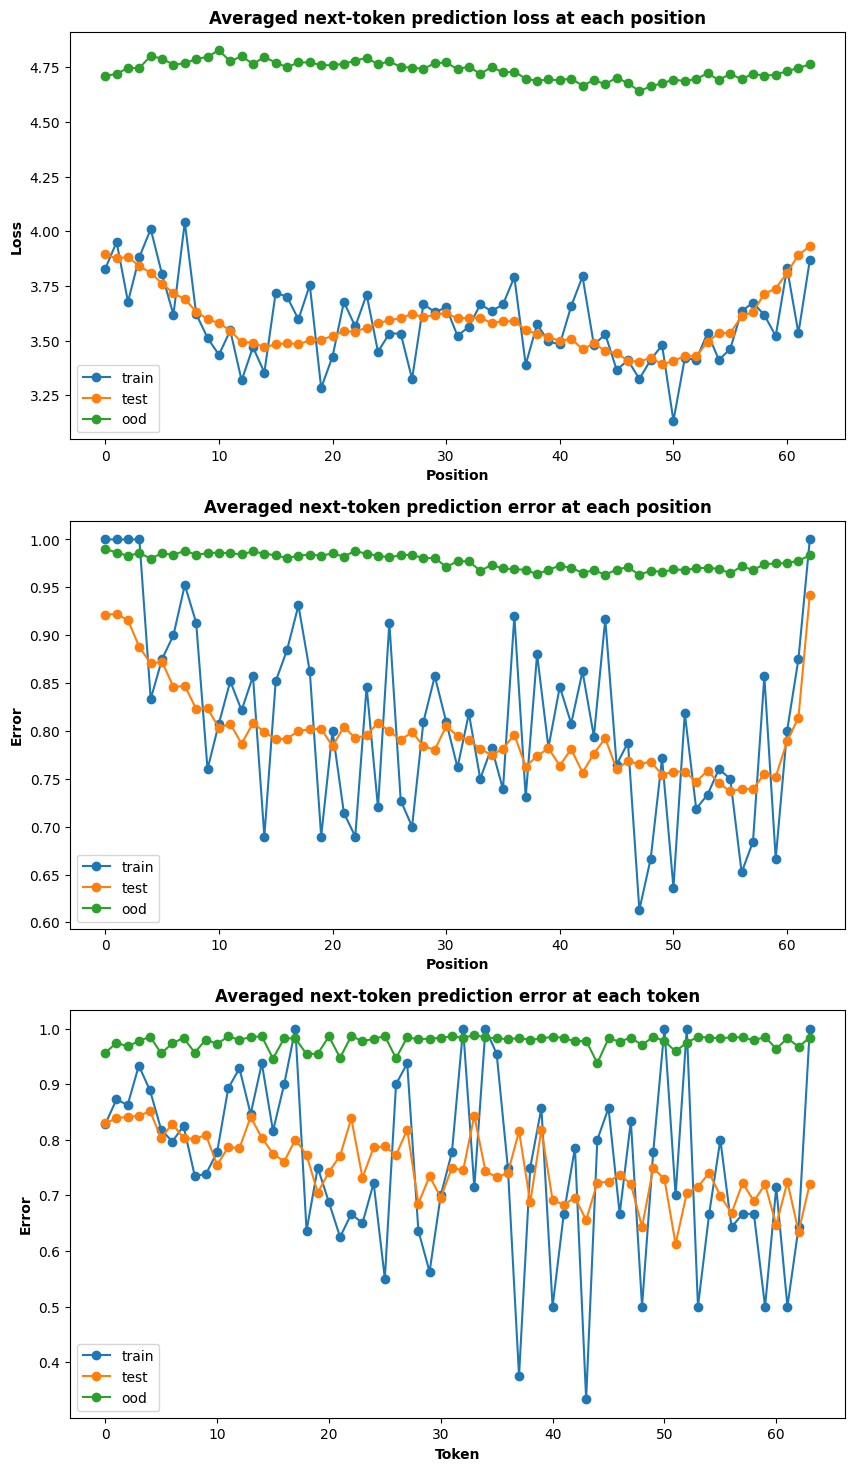 Averaged next-token prediction loss at each position
4.75
4.50
4.25
4.00
3.75
3.50
3.25
Loss
train
test
ood
0 10 20 30 40 50 60
Position
Averaged next-token prediction error at each position
1.00
0.95
0.90
0.85
0.80
0.75
0.70
0.65
0.60
Error
train
test
ood
0 10 20 30 40 50 60
Position
Averaged next-token prediction error at each token
1.0
0.9
0.8
0.7
0.6
0.5
0.4
Error
train
test
ood
0 10 20 30 40 50 60
Token